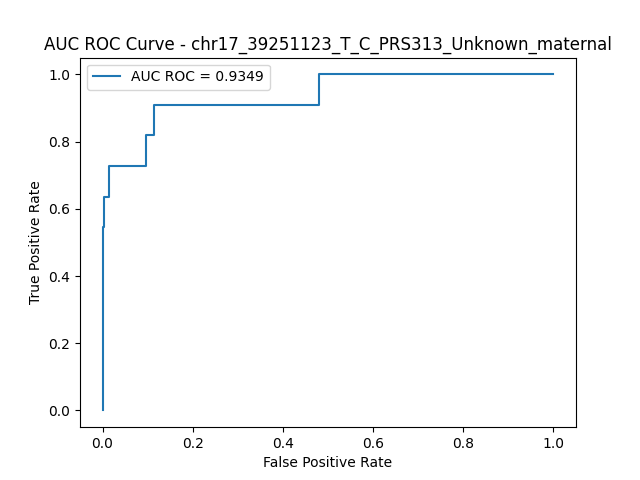 AUC ROC Curve - chr17_39251123_T_C_PRS313_Unknown_maternal
AUC ROC = 0.9349
True Positive Rate
1.0
0.8
0.6
0.4
0.2
0.0
0.0 0.2 0.4 0.6 0.8 1.0
False Positive Rate